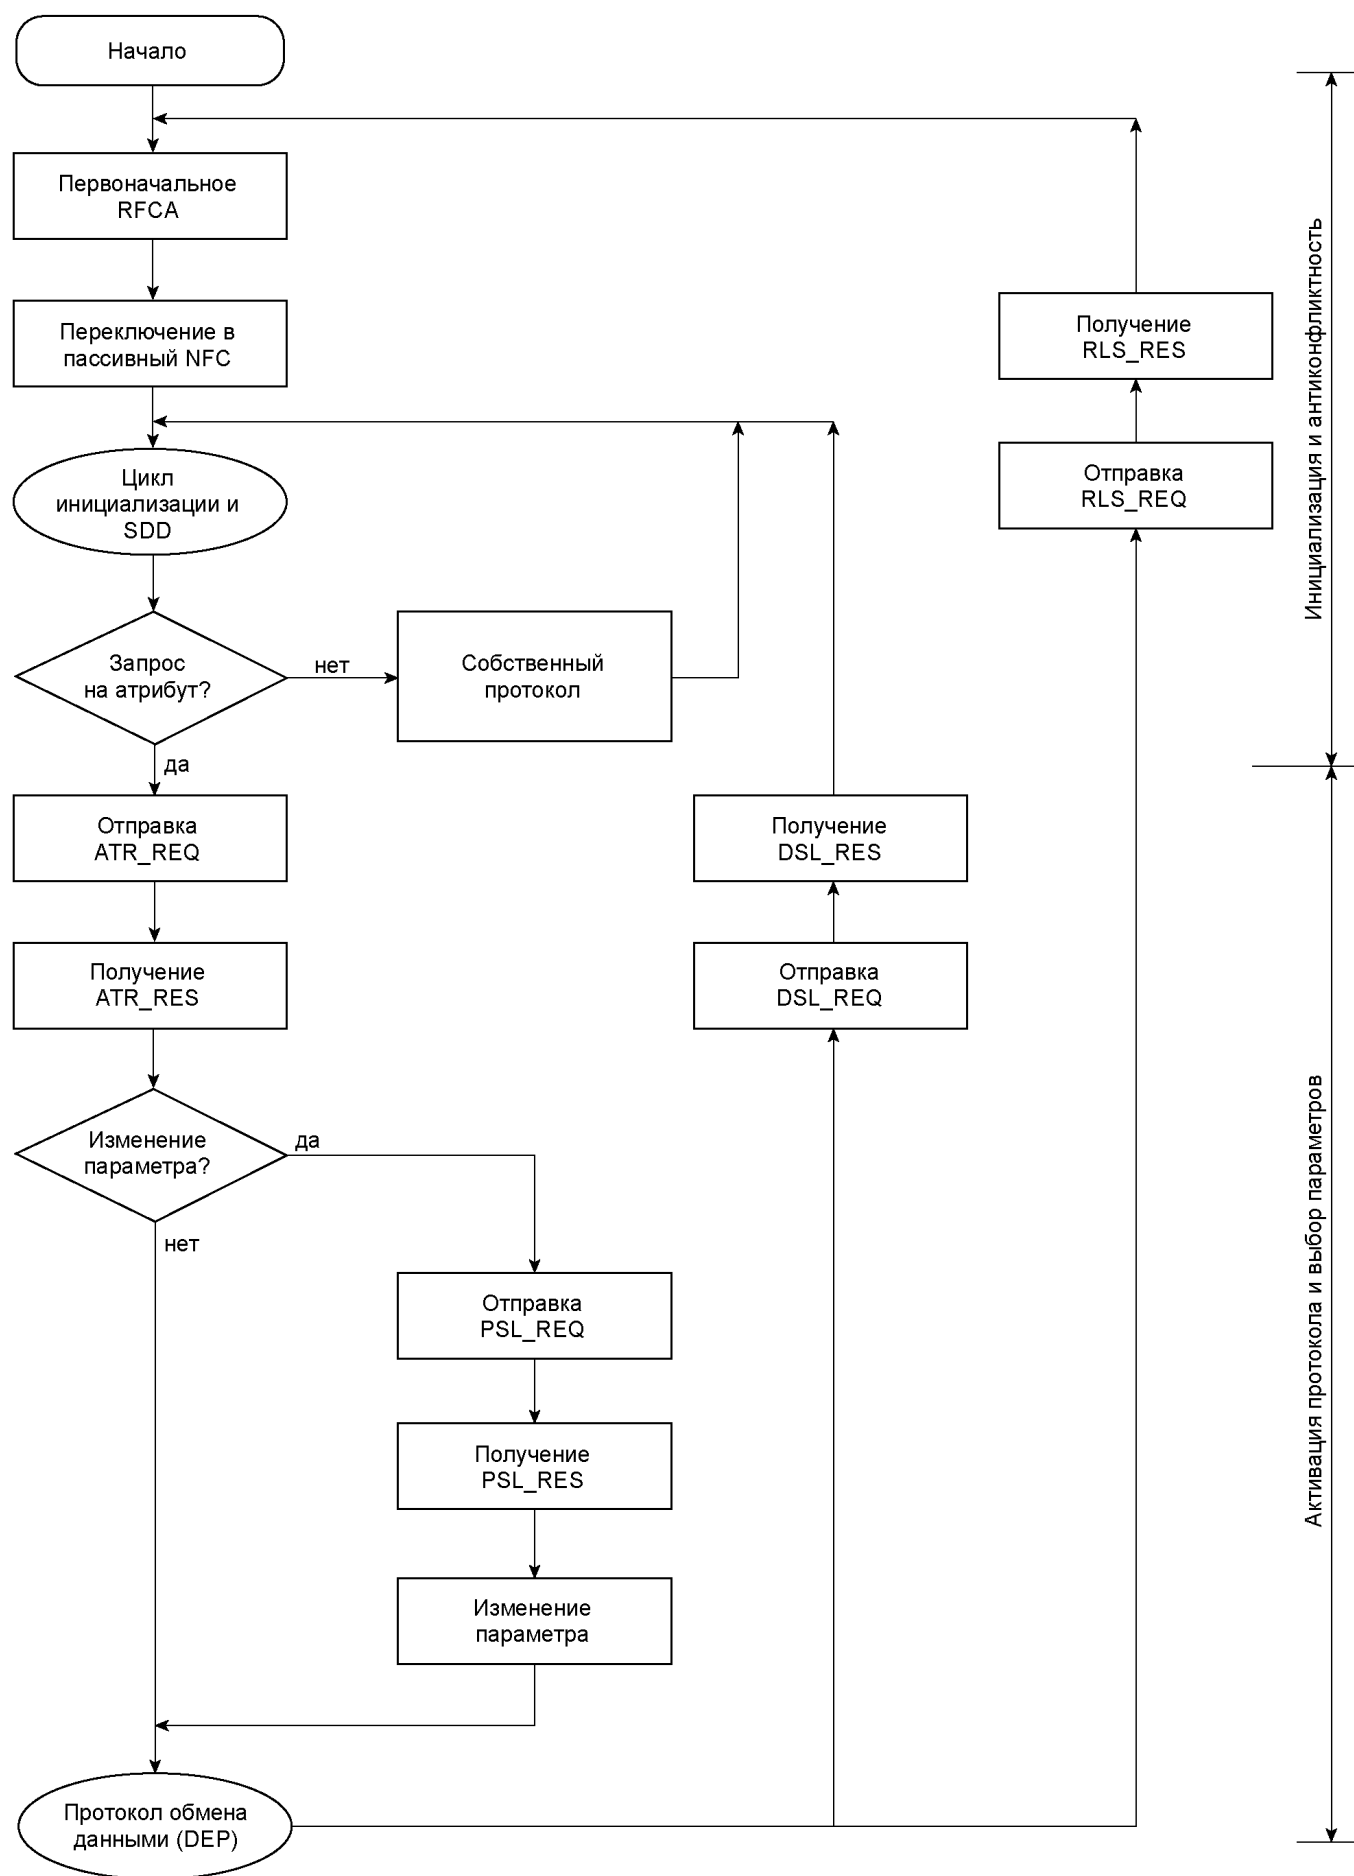 Начало
Первоначальное
RFCA
Переключение в
пассивный NFC
Получение
RLS_RES
Отправка
RLS_REQ
Цикл
инициализации и
SDD
Запрос
на атрибут?
нет
Собственный
протокол
да
Инициализация и антиконфликтность
Отправка
ATR_REQ
Получение
DSL_RES
Получение
ATR_RES
Отправка
DSL_REQ
Изменение
параметра?
да
нет
Отправка
PSL_REQ
Получение
PSL_RES
Изменение
параметра
Активация протокола и выбор параметров
Протокол обмена
данными (DEP)